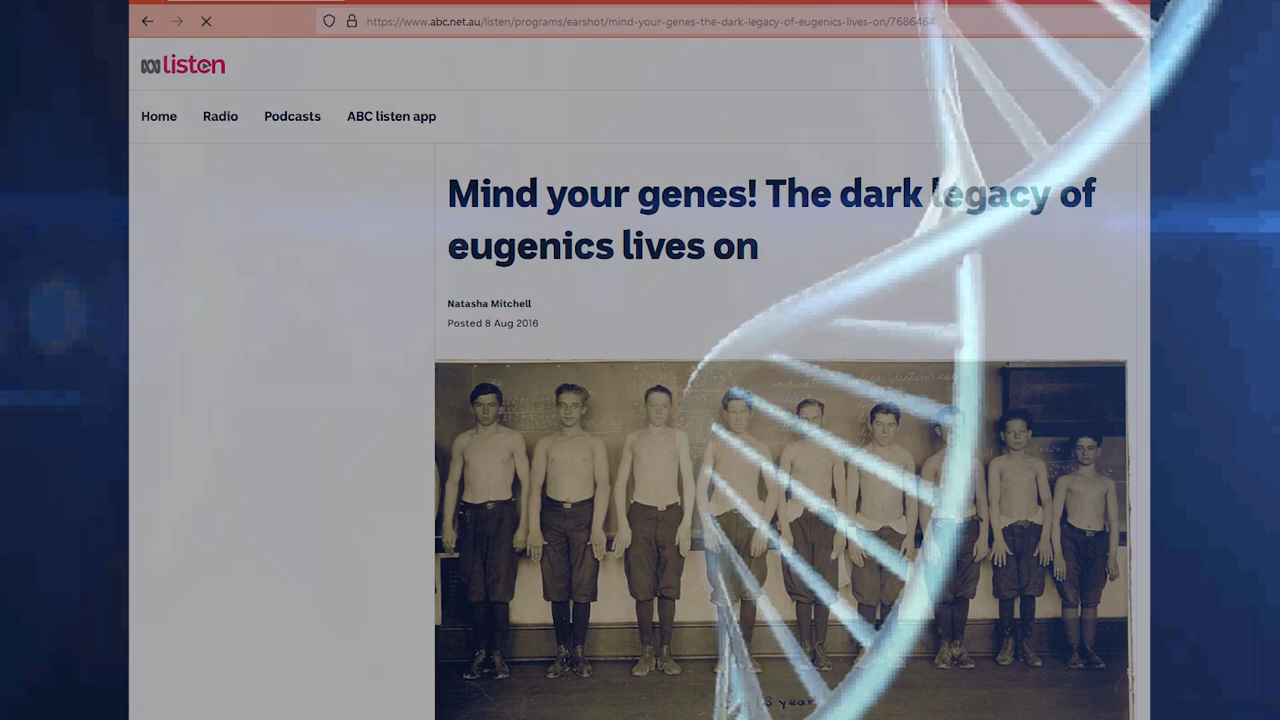 https://www.abc.net.au/listen/programs/earshot/mind-your-genes-the-dark-legacy-of-eugenics-lives-on/7686464
listen
Home Radio Podcasts ABC listen app
Mind your genes! The dark legacy of
eugenics lives on
Natasha Mitchell
Posted 8 Aug 2016